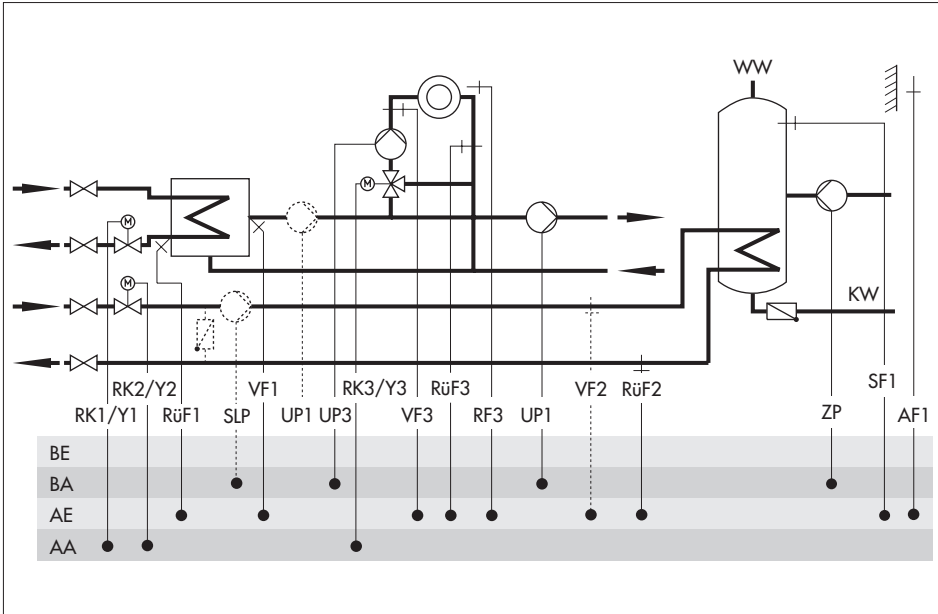 WW
M
M
M
KW
RK2/Y2 VF1 RK3/Y3 RüF3 VF2 RüF2 SF1
RK1/Y1 RüF1 SLP UP1 UP3 VF3 RF3 UP1 ZP AF1
BE
BA
AE
AA